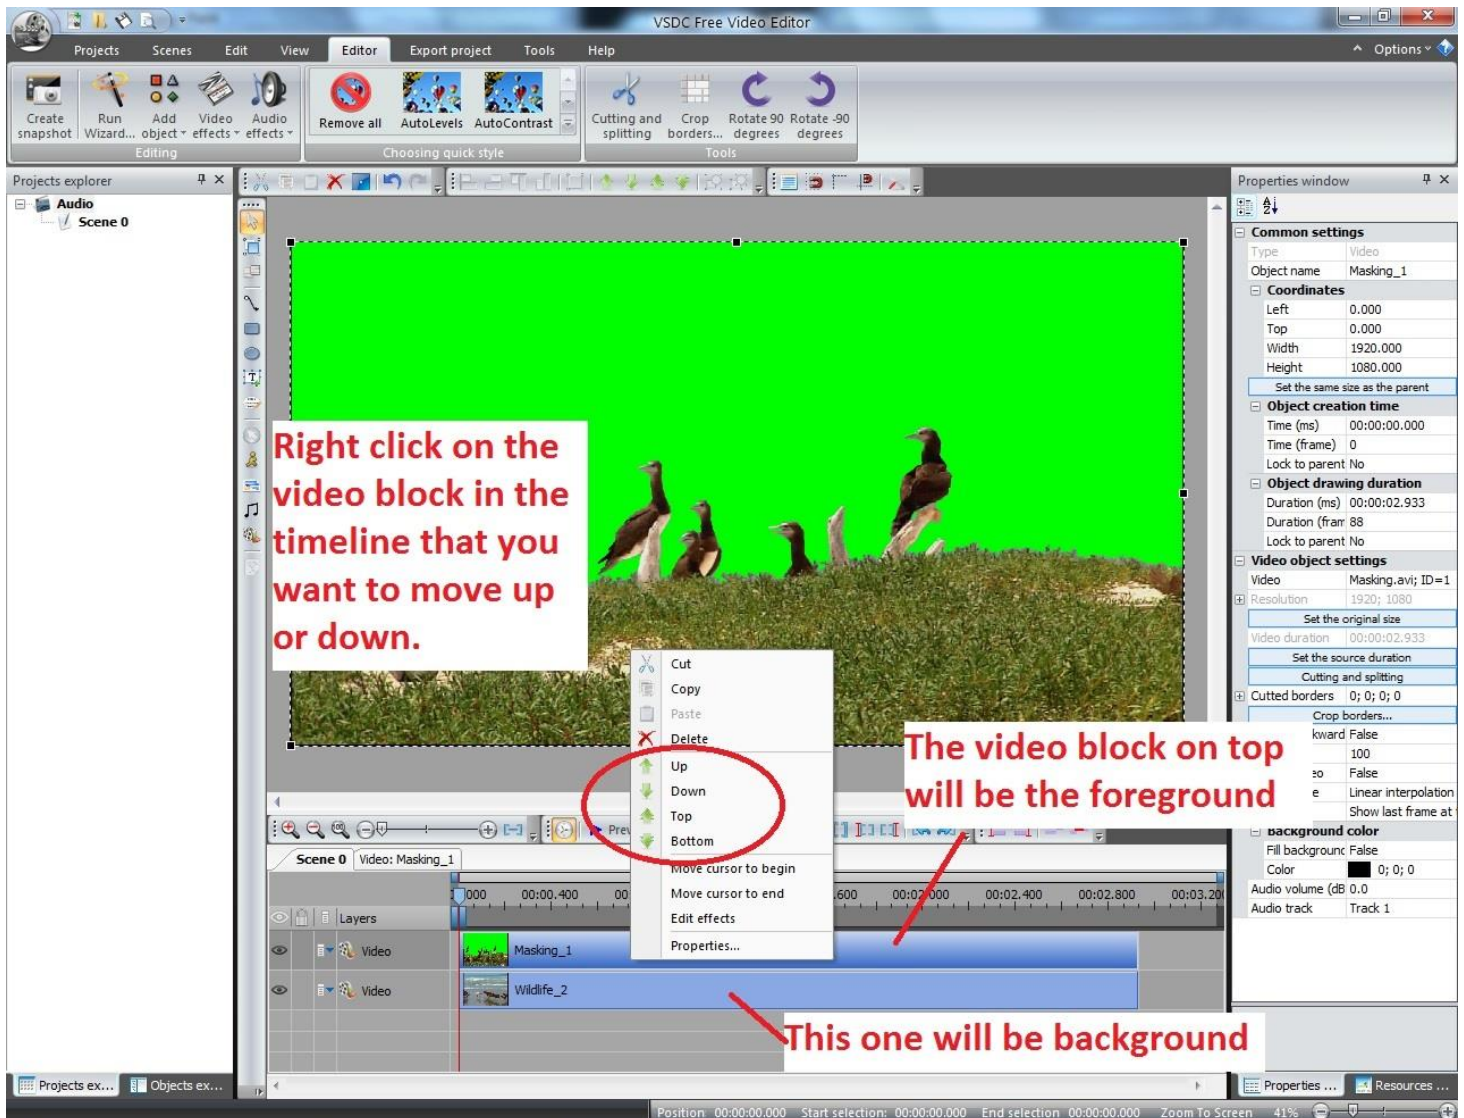 VSDC Free Video Editor
Projects Scenes Edit View Editor Export project Tools Help
Options
Create snapshot
Run Wizard...
Add object
Video effects
Audio effects
Remove all
AutoLevels
AutoContrast
Cutting and splitting
Crop borders...
Rotate 90 degrees
Rotate -90 degrees
Editing
Choosing quick style
Tools
Projects explorer
Audio
Scene 0
Properties window
Common settings
Type Video
Object name Masking_1
Coordinates
Left 0.000
Top 0.000
Width 1920.000
Height 1080.000
Set the same size as the parent
Object creation time
Time (ms) 00:00:00.000
Time (frame) 0
Lock to parent No
Object drawing duration
Duration (ms) 00:00:02.933
Duration (fram 88
Lock to parent No
Video object settings
Video Masking.avi; ID=1
Resolution 1920; 1080
Set the original size
Video duration 00:00:02.933
Set the source duration
Cutting and splitting
Cutted borders 0; 0; 0; 0
Crop borders...
kward False
100
eo False
e Linear interpolation
Show last frame at
Background color
Fill backgrounc False
Color 0; 0; 0
Audio volume (dB 0.0
Audio track Track 1
Right click on the
video block in the
timeline that you
want to move up
or down.
Cut
Copy
Paste
Delete
Up
Down
Top
Bottom
Move cursor to begin
Move cursor to end
Edit effects
Properties...
The video block on top
will be the foreground
Prev
Scene 0 Video: Masking_1
000 00:00.400 00 .600 00:02.000 00:02.400 00:02.800 00:03.200
Layers
Video Masking_1
Video Wildlife_2
This one will be background
Projects ex... Objects ex...
Properties ... Resources ...
Position 00:00:00.000 Start selection: 00:00:00.000 End selection 00:00:00.000 Zoom To Screen 41%